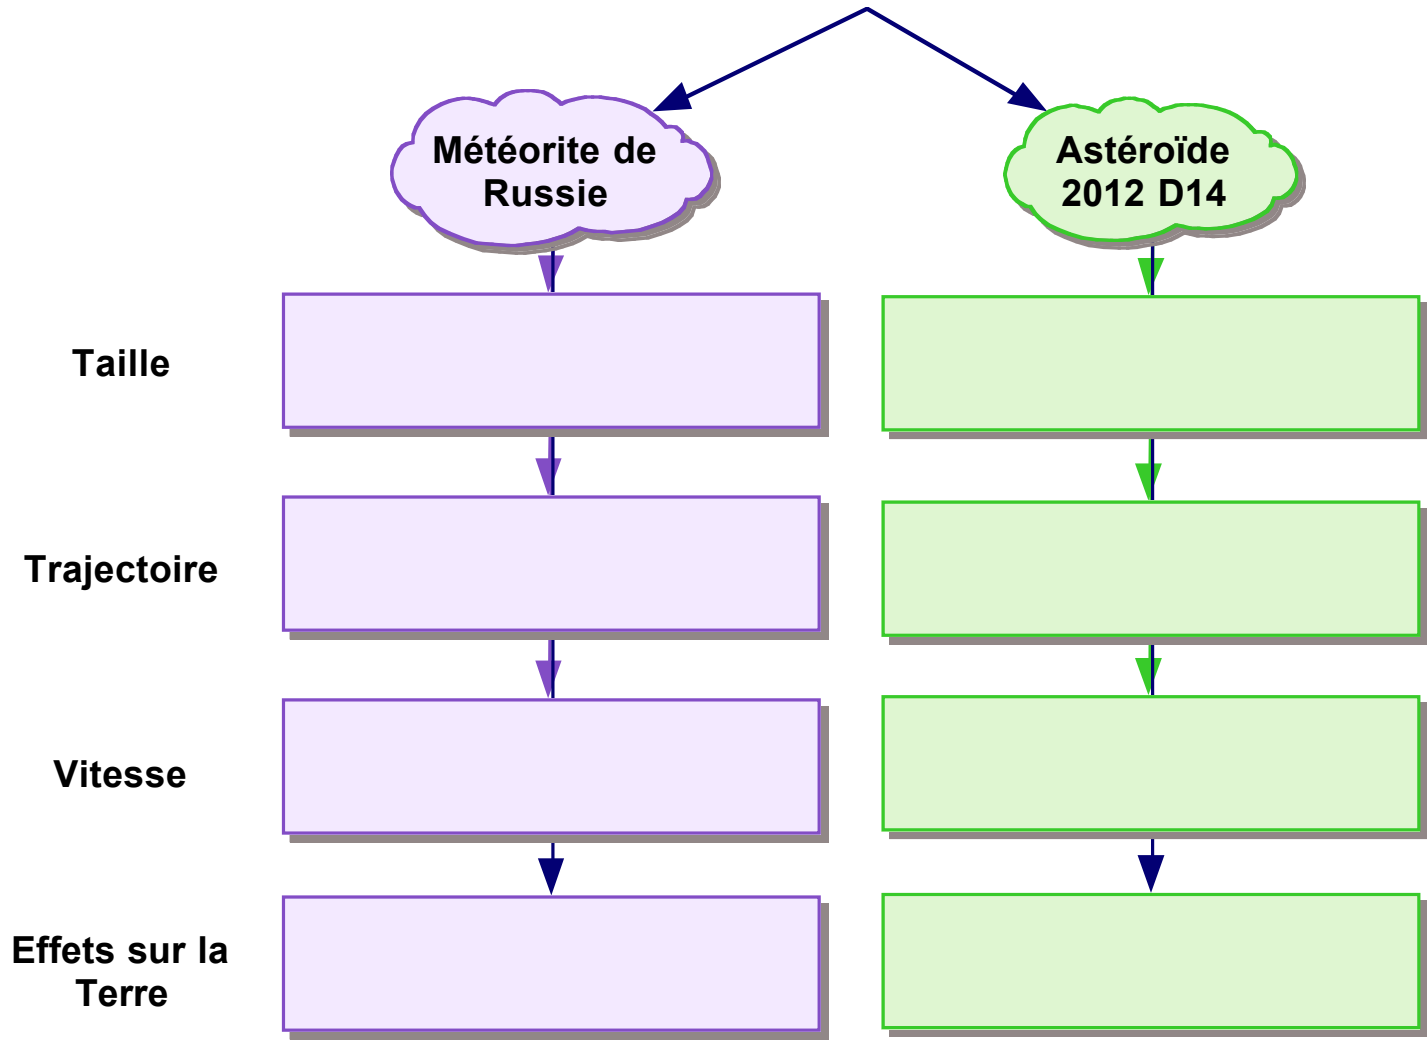 Météorite de
Russie
Astéroïde
2012 D14
Taille
Trajectoire
Vitesse
Effets sur la
Terre